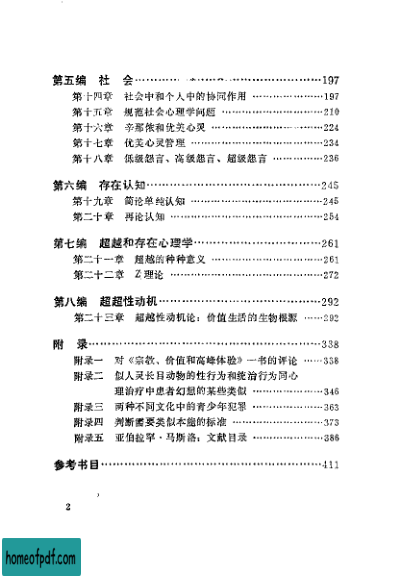 第五编 社 会……197
第十四章 社会中和个人中的协同作用……197
第十五章 规范社会心理学问题……210
第十六章 辛那侬和优美心灵……224
第十七章 优美心灵管理……234
第十八章 低级怨言、高级怨言、超级怨言……236
第六编 存在认知……245
第十九章 简论单纯认知……245
第二十章 再论认知……254
第七编 超越和存在心理学……261
第二十一章 超越的种种意义……261
第二十二章 Z理论……272
第八编 超超性动机……292
第二十三章 超越性动机论：价值生活的生物根源……292
附 录……338
附录一 对《宗教、价值和高峰体验》一书的评论……338
附录二 似人灵长目动物的性行为和统治行为同心
理治疗中患者幻想的某些类似……346
附录三 两种不同文化中的青少年犯罪……363
附录四 判断需要类似本能的标准……373
附录五 亚伯拉罕·马斯洛：文献目录……386
参考书目……411
2
homeofpdf.com